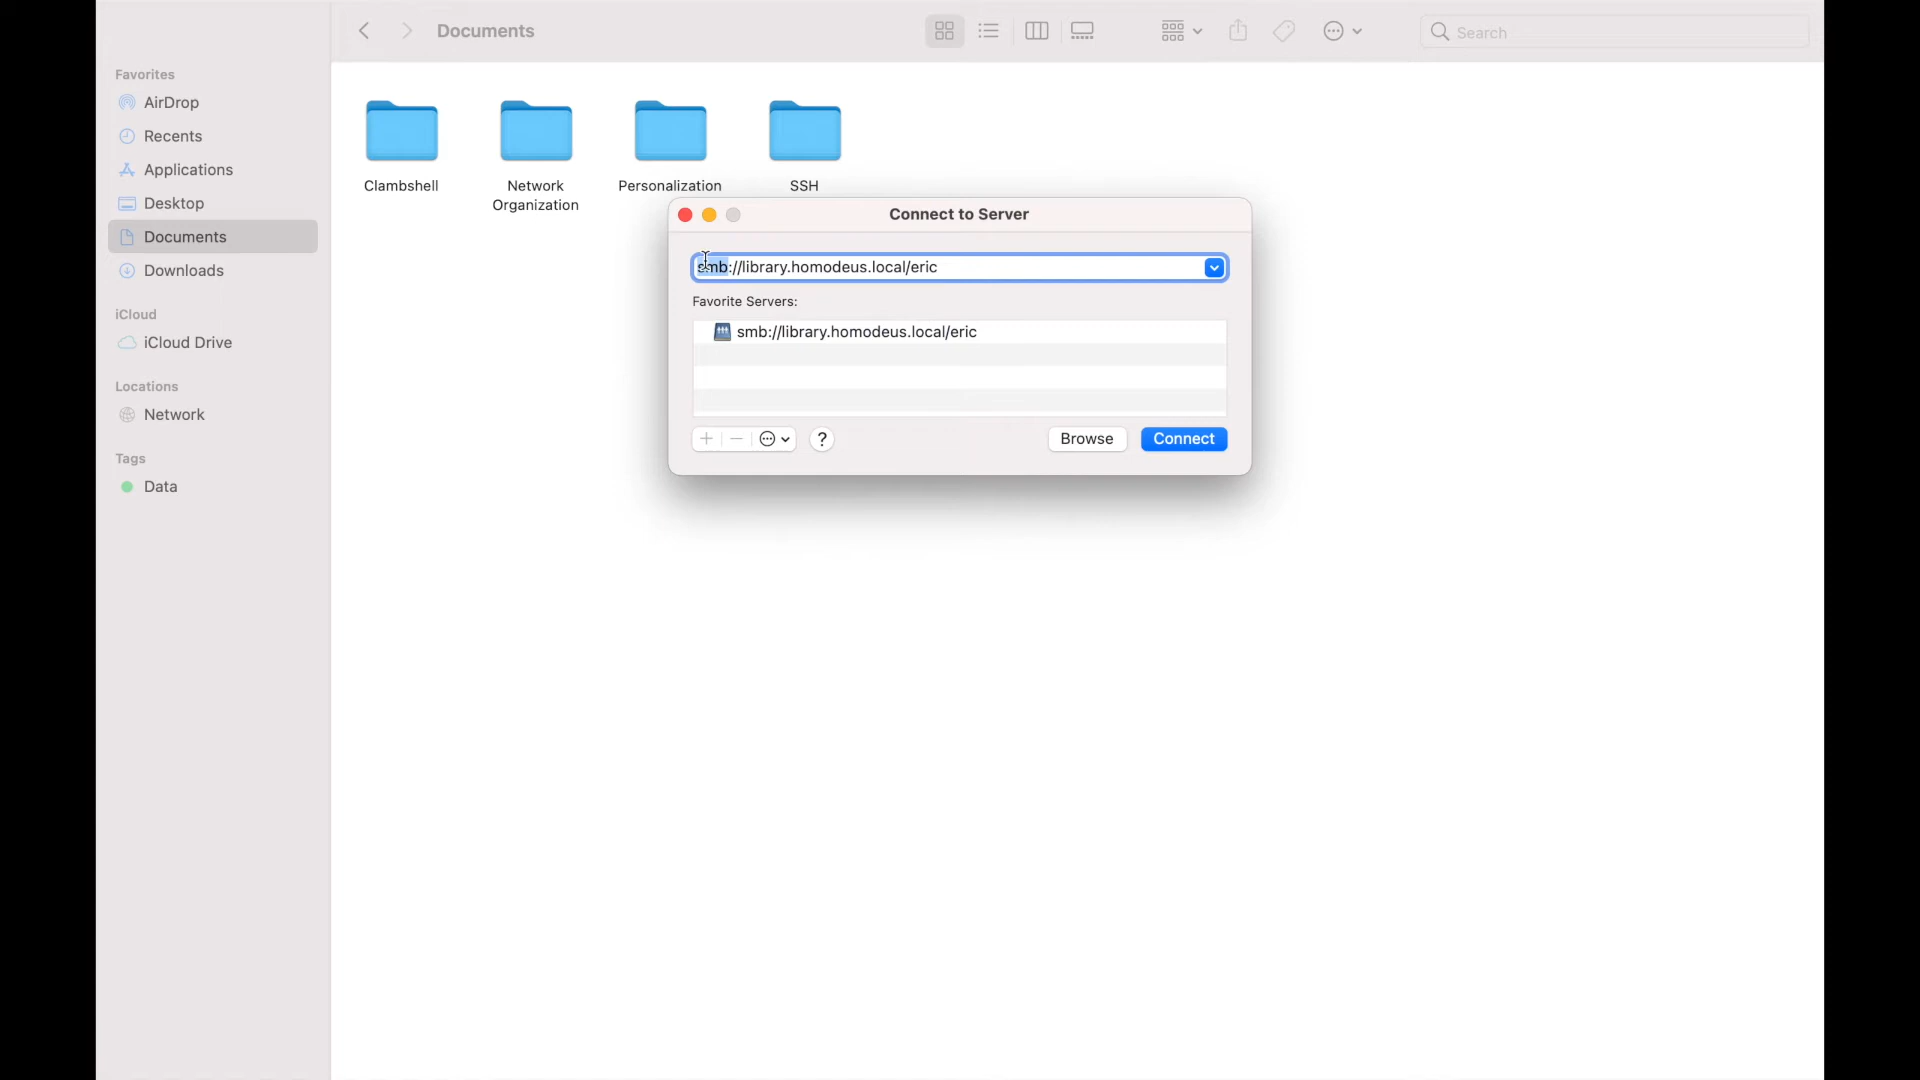 Favorites
AirDrop
Recents
Applications
Desktop
Documents
Downloads
iCloud
iCloud Drive
Locations
Network
Tags
Data
Documents
Search
Clambshell
Network
Organization
Personalization
SSH
Connect to Server
smb://library.homodeus.local/eric
Favorite Servers:
smb://library.homodeus.local/eric
?
Browse
Connect